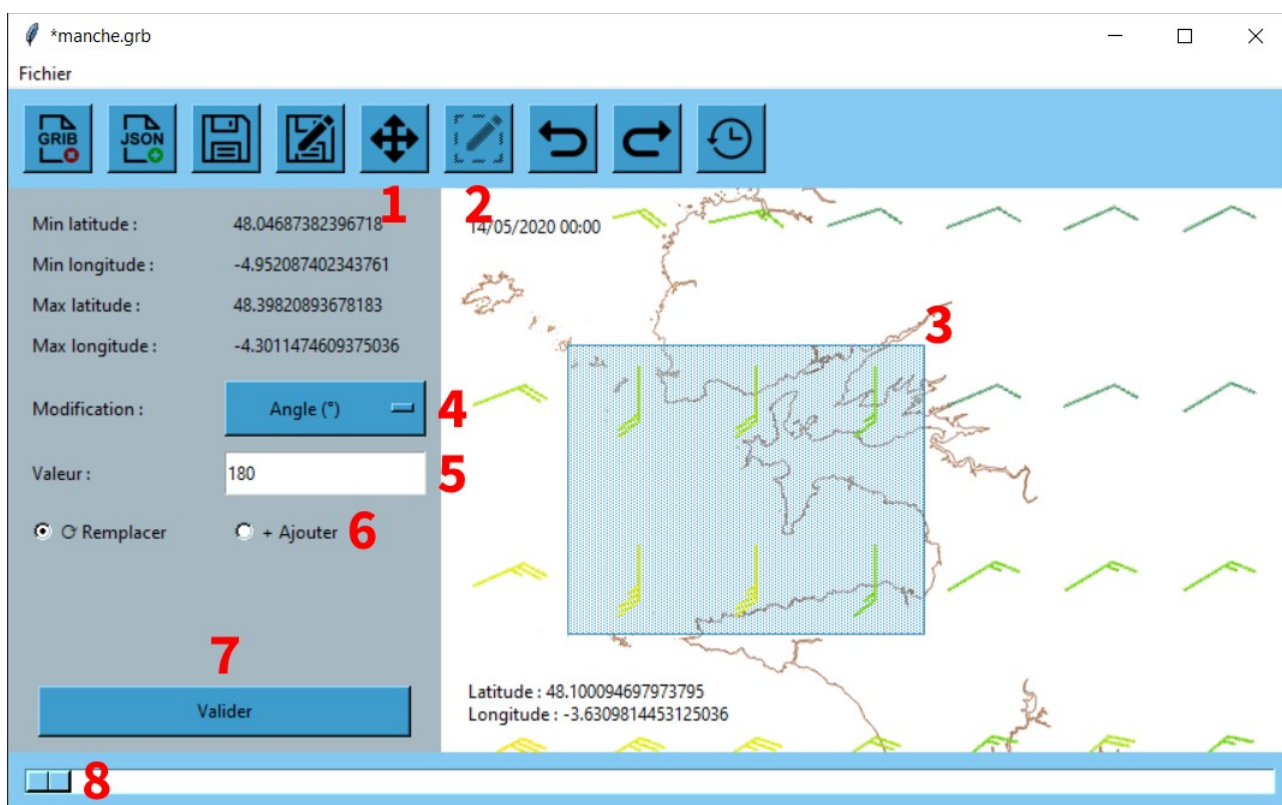 *manche.grb
Fichier
GRIB
JSON
1
2
Min latitude : 48.04687382396718
14/05/2020 00:00
Min longitude : -4.952087402343761
Max latitude : 48.39820893678183
3
Max longitude : -4.3011474609375036
Modification : Angle (°) 4
Valeur : 180 5
⟳ Remplacer + Ajouter 6
7
Valider
Latitude : 48.100094697973795
Longitude : -3.6309814453125036
8